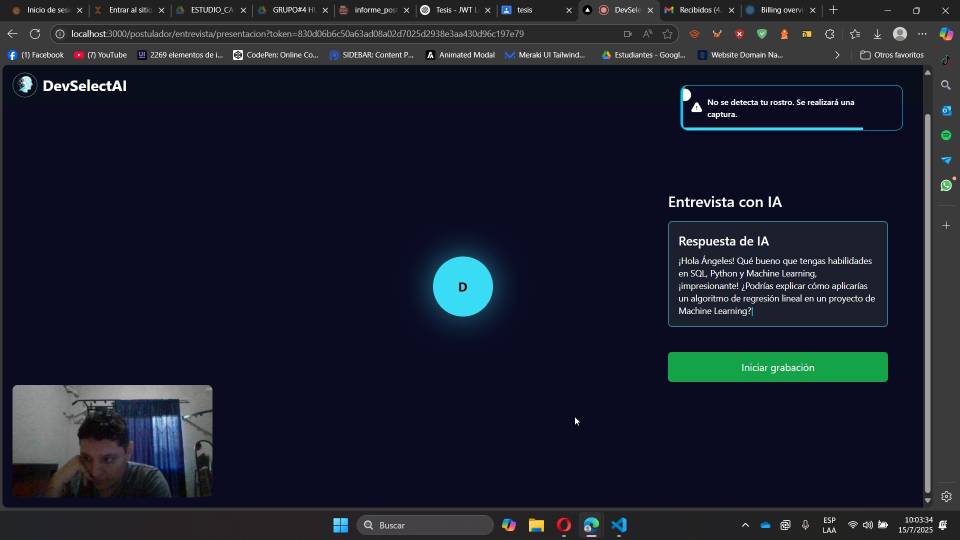 Inicio de ses
Entrar al sitio
ESTUDIO_CA
GRUPO#4 HU
informe_pos
Tesis - JWT L
tesis
DevSele
Recibidos (4.
Billing overv
localhost:3000/postulador/entrevista/presentacion?token=830d06b6c50a63ad08a02d7025d2938e3aa430d96c197e79
(1) Facebook
(7) YouTube
2269 elementos de i...
CodePen: Online Co...
SIDEBAR: Content P...
Animated Modal
Meraki UI Tailwind...
Estudiantes - Googl...
Website Domain Na...
Otros favoritos
DevSelectAI
No se detecta tu rostro. Se realizará una
captura.
Entrevista con IA
Respuesta de IA
¡Hola Ángeles! Qué bueno que tengas habilidades
en SQL, Python y Machine Learning,
¡impresionante! ¿Podrías explicar cómo aplicarías
un algoritmo de regresión lineal en un proyecto de
Machine Learning?
D
Iniciar grabación
Buscar
ESP
LAA
10:03:34
15/7/2025